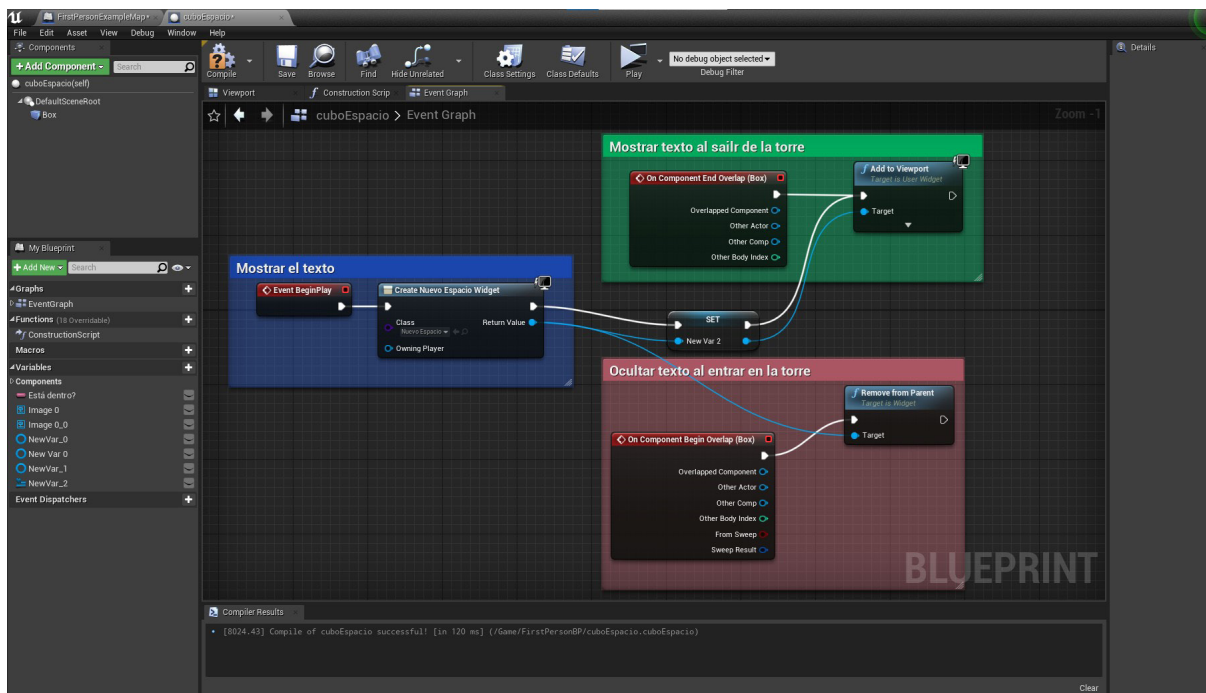 FirstPersonExampleMap*
cuboEspacio*
File Edit Asset View Debug Window Help
Components
+Add Component
Search
cuboEspacio(self)
DefaultSceneRoot
Box
Compile
Save
Browse
Find
Hide Unrelated
Class Settings
Class Defaults
Play
No debug object selected
Debug Filter
Details
Viewport
Construction Scrip
Event Graph
cuboEspacio > Event Graph
Zoom -1
My Blueprint
+Add New
Search
Graphs
EventGraph
Functions (18 Overridable)
ConstructionScript
Macros
Variables
Components
Está dentro?
Image 0
Image 0_0
NewVar_0
New Var 0
NewVar_1
NewVar_2
Event Dispatchers
Mostrar texto al sailr de la torre
On Component End Overlap (Box)
Overlapped Component
Other Actor
Other Comp
Other Body Index
Add to Viewport
Target is User Widget
Target
Mostrar el texto
Event BeginPlay
Create Nuevo Espacio Widget
Class
Nuevo Espacio
Return Value
Owning Player
SET
New Var 2
Ocultar texto al entrar en la torre
Remove from Parent
Target is Widget
Target
On Component Begin Overlap (Box)
Overlapped Component
Other Actor
Other Comp
Other Body Index
From Sweep
Sweep Result
BLUEPRINT
Compiler Results
[8024.43] Compile of cuboEspacio successful! [in 120 ms] (/Game/FirstPersonBP/cuboEspacio.cuboEspacio)
Clear